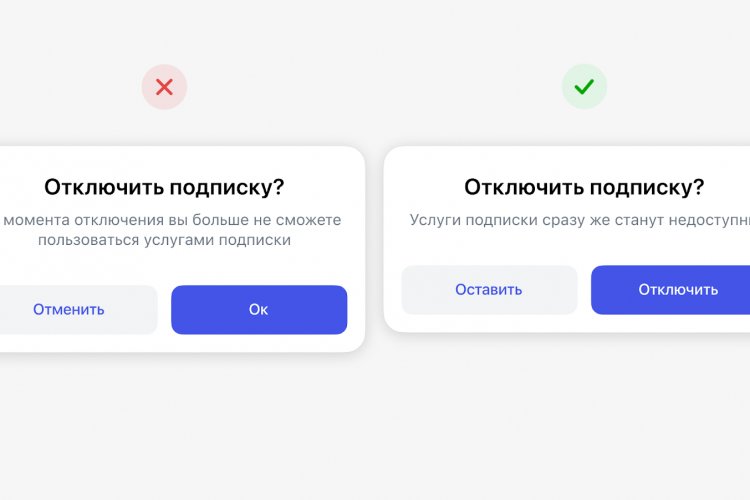 Отключить подписку?
момента отключения вы больше не сможете
пользоваться услугами подписки
Отменить
Ок
Отключить подписку?
Услуги подписки сразу же станут
Оставить
Отключить